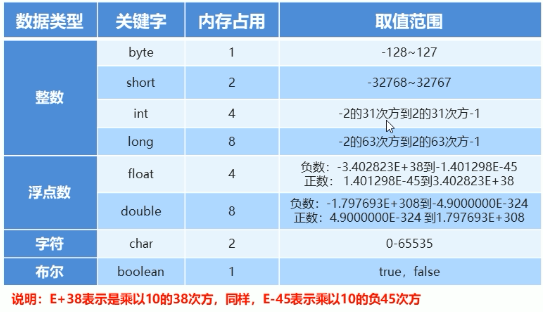 数据类型 关键字 内存占用 取值范围
整数 byte 1 -128~127
short 2 -32768~32767
int 4 -2的31次方到2的31次方-1
long 8 -2的63次方到2的63次方-1
浮点数 float 4 负数：-3.402823E+38到-1.401298E-45
正数： 1.401298E-45到3.402823E+38
double 8 负数：-1.797693E+308到-4.9000000E-324
正数：4.9000000E-324 到1.797693E+308
字符 char 2 0-65535
布尔 boolean 1 true，false
说明：E+38表示是乘以10的38次方，同样，E-45表示乘以10的负45次方